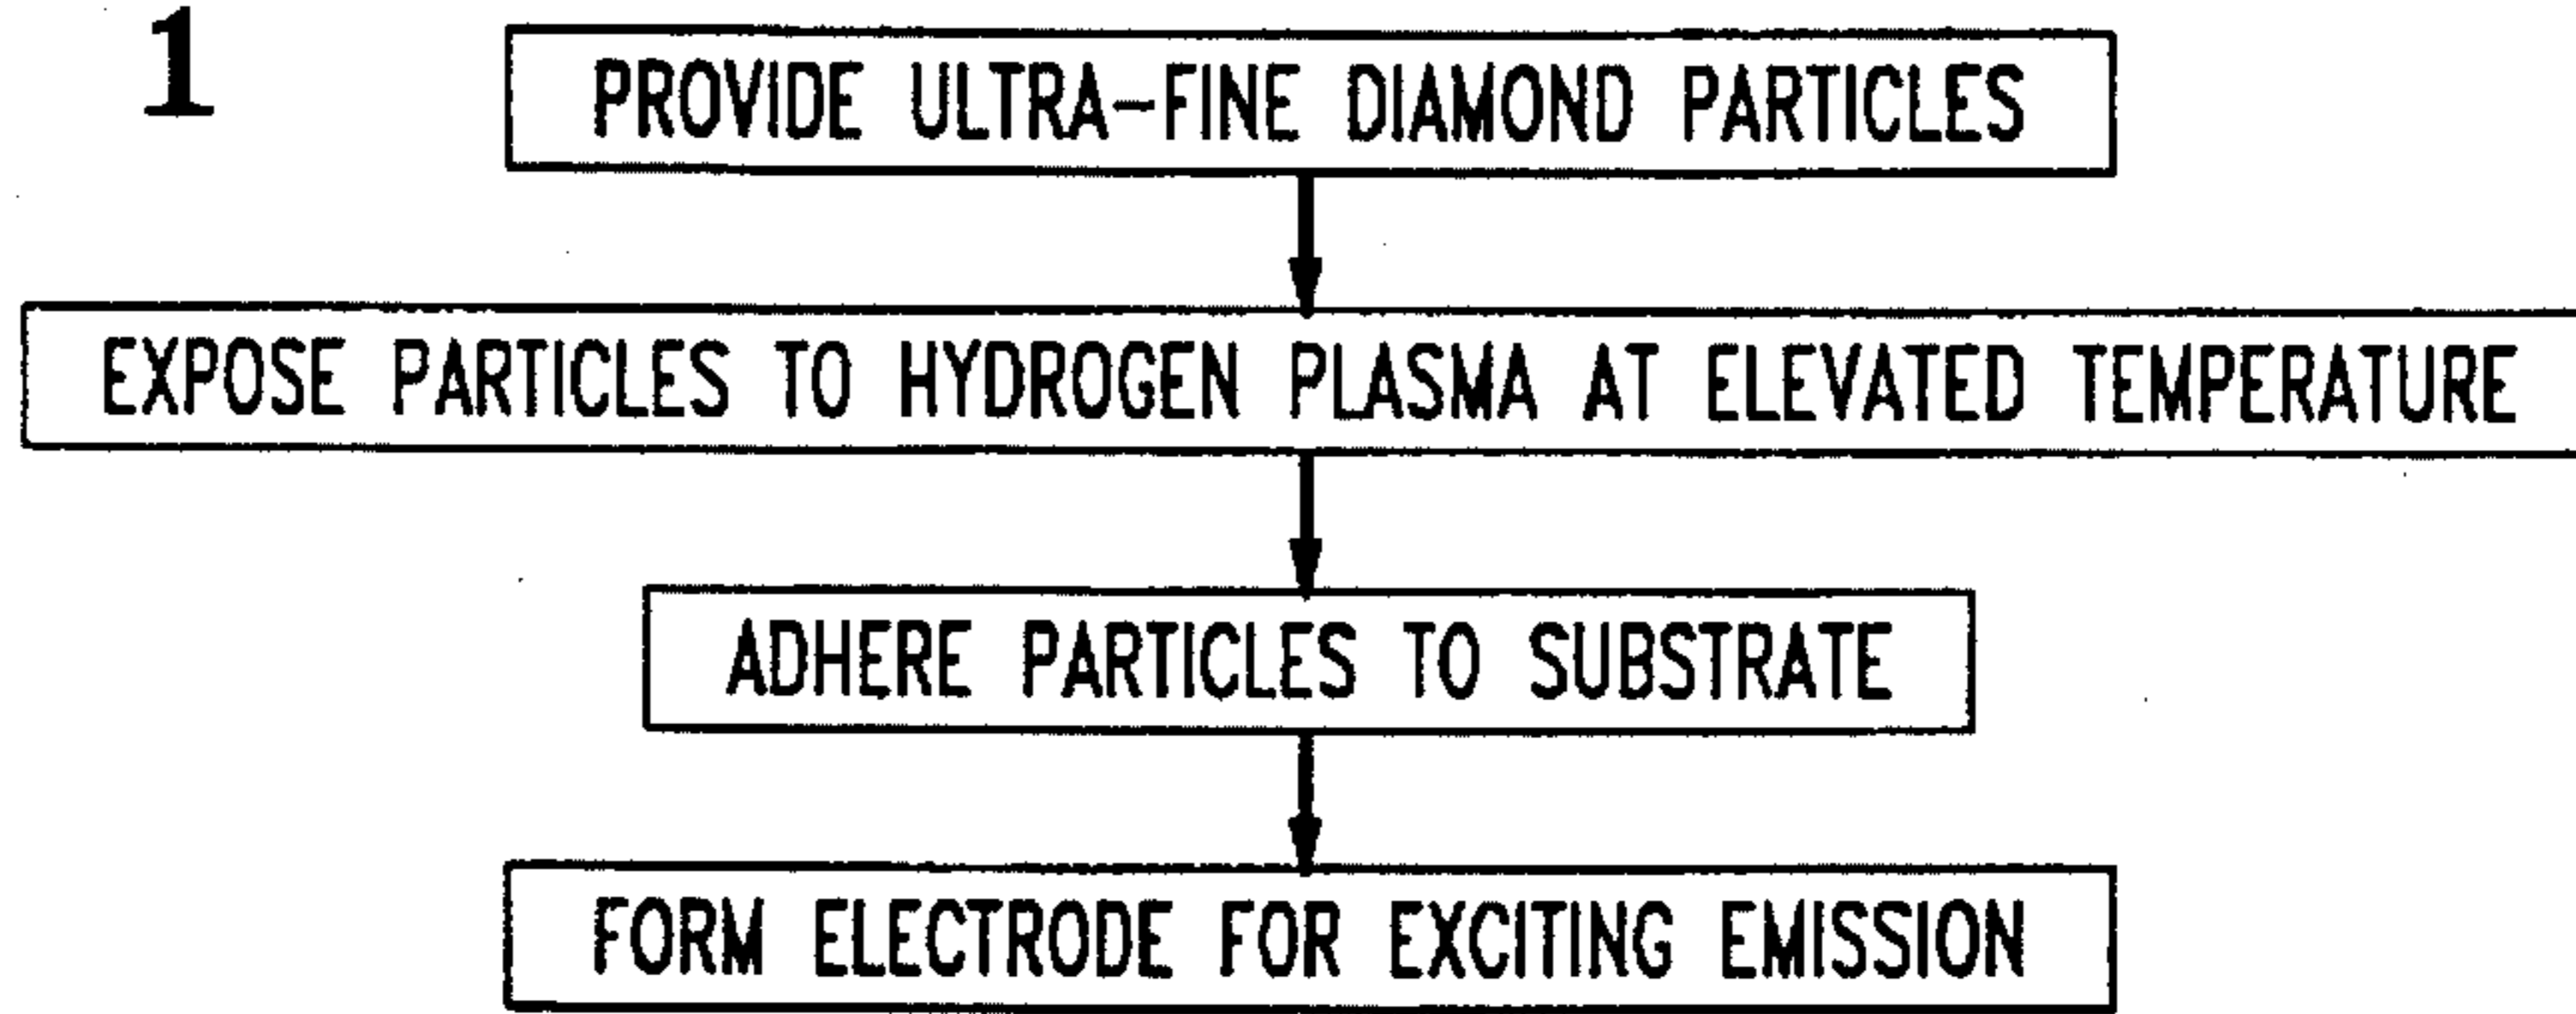 1
PROVIDE ULTRA-FINE DIAMOND PARTICLES
EXPOSE PARTICLES TO HYDROGEN PLASMA AT ELEVATED TEMPERATURE
ADHERE PARTICLES TO SUBSTRATE
FORM ELECTRODE FOR EXCITING EMISSION